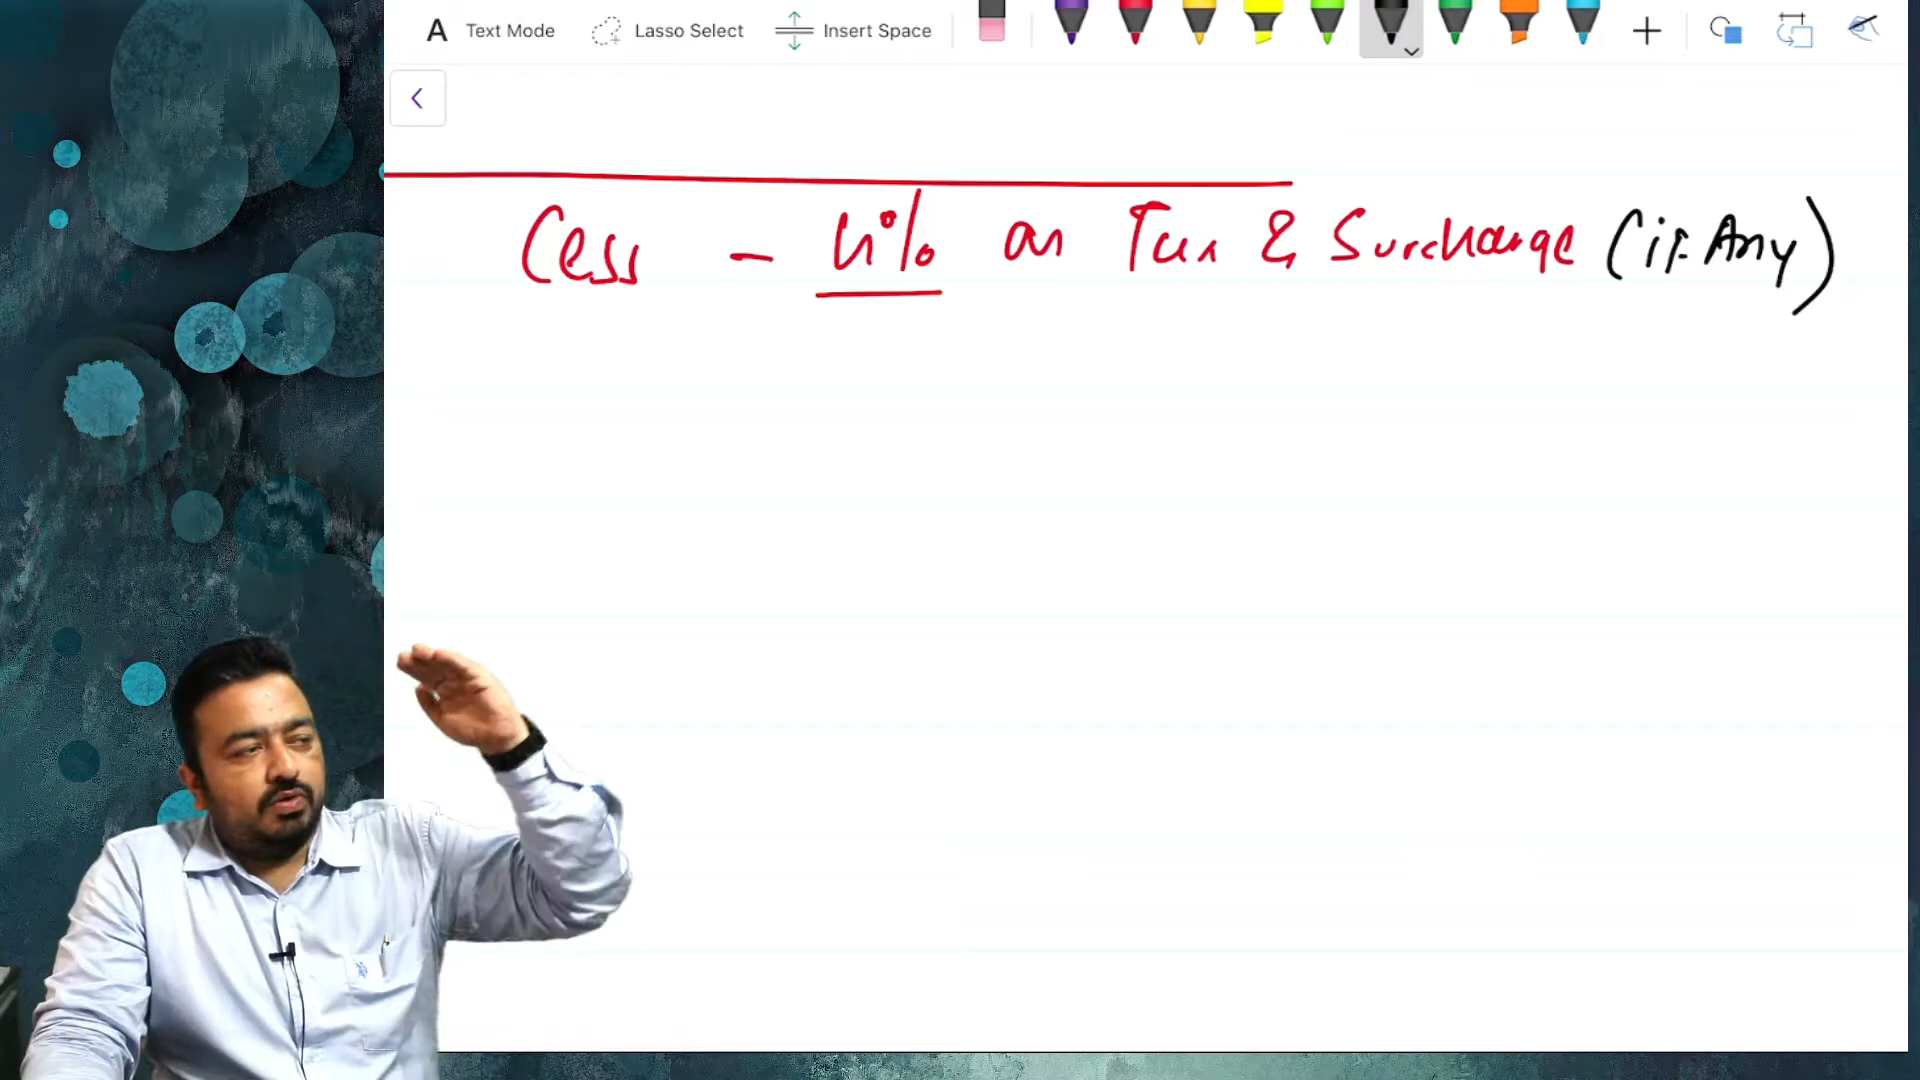 A Text Mode Lasso Select Insert Space
Cess - 4% on Tax & Surcharge (if Any)